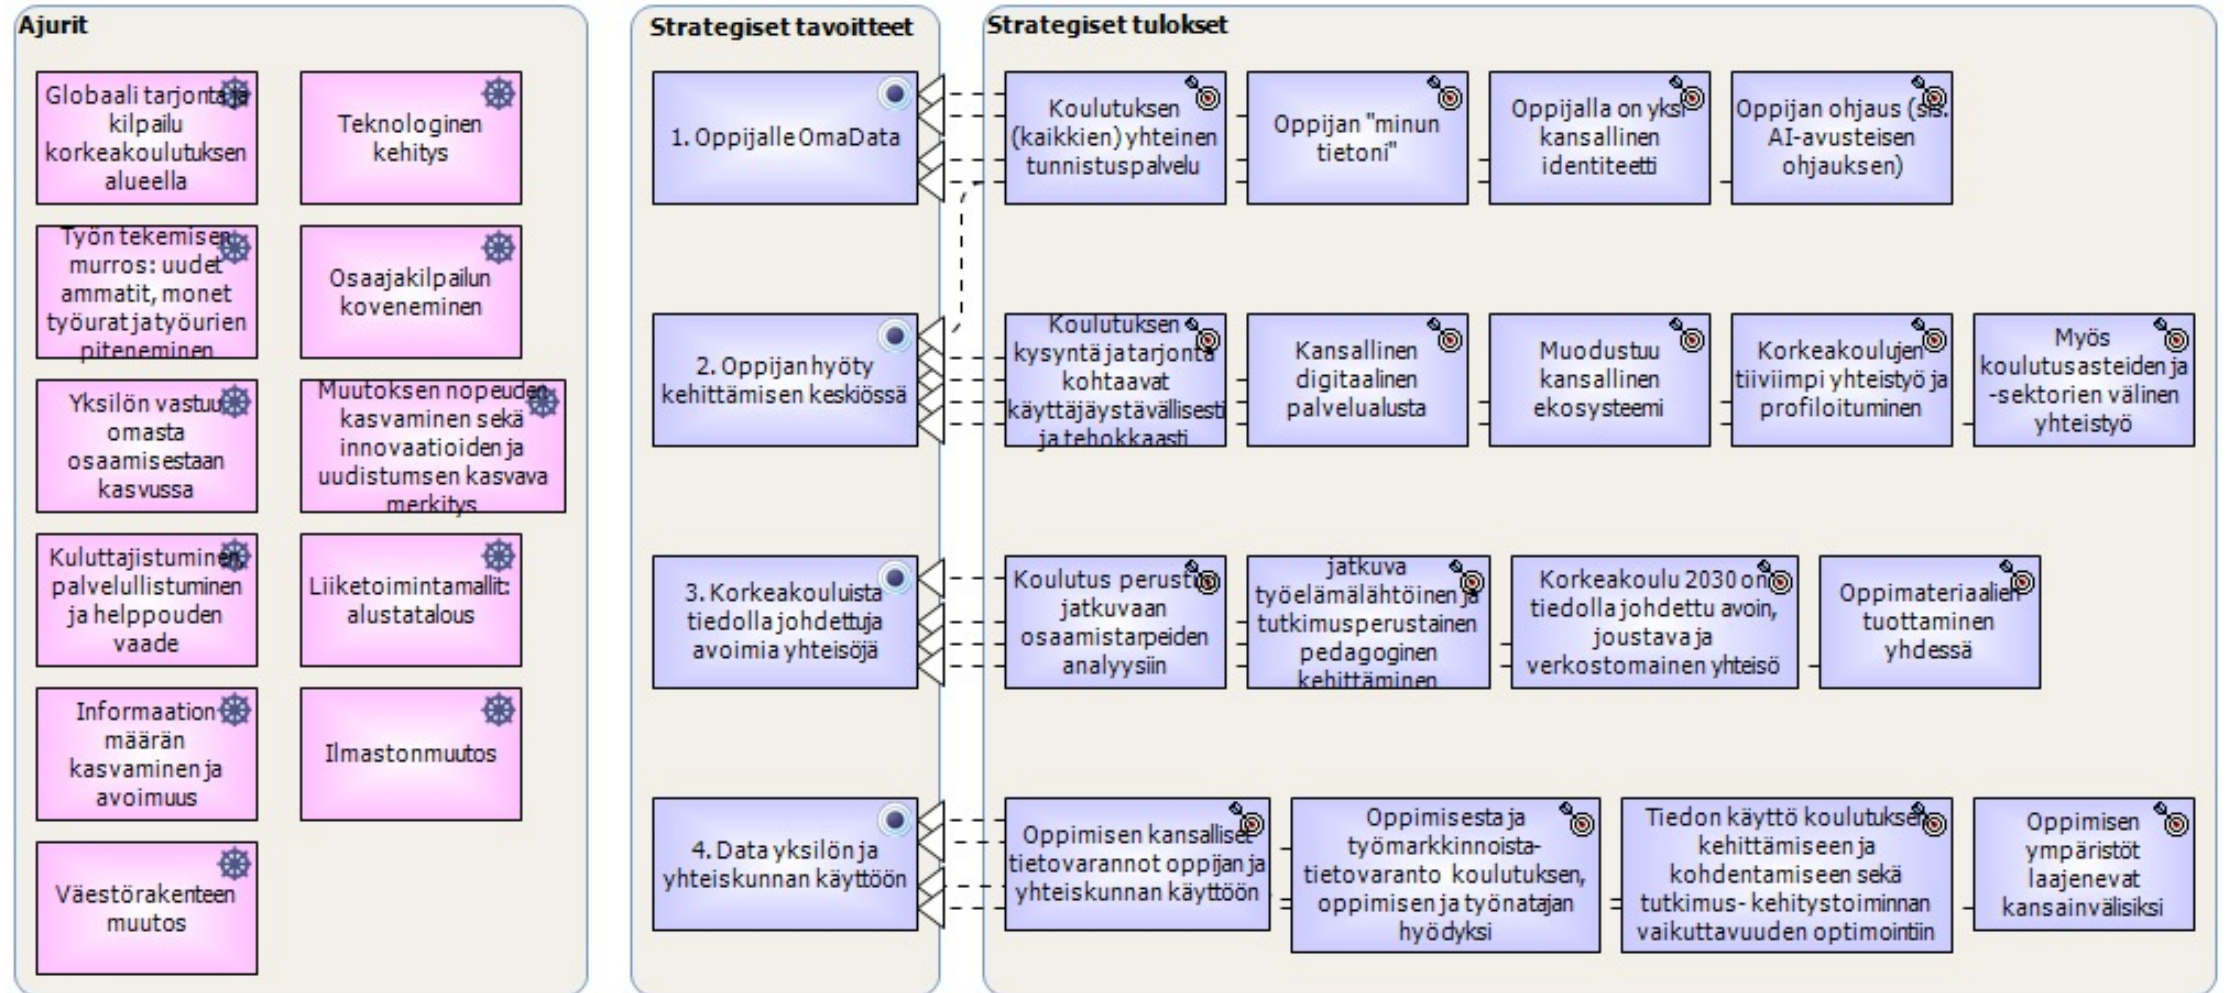 Ajurit
Globaali tarjonta ja
kilpailu
korkeakoulutuksen
alueella
Teknologinen
kehitys
Työn tekemisen
murros: uudet
ammatit, monet
työurat ja työurien
piteneminen
Osaajakilpailun
koveneminen
Yksilön vastuu
omasta
osaamisestaan
kasvussa
Muutoksen nopeuden
kasvaminen sekä
innovaatioiden ja
uudistumsen kasvava
merkitys
Kuluttajistuminen,
palvelullistuminen
ja helppouden
vaade
Liiketoimintamallit:
alustatalous
Informaation
määrän
kasvaminen ja
avoimuus
Ilmastonmuutos
Väestörakenteen
muutos
Strategiset tavoitteet
1. Oppijalle OmaData
2. Oppijan hyöty
kehittämisen keskiössä
3. Korkeakouluista
tiedolla johdettuja
avoimia yhteisöjä
4. Data yksilön ja
yhteiskunnan käyttöön
Strategiset tulokset
Koulutuksen
(kaikkien) yhteinen
tunnistuspalvelu
Oppijan "minun
tietoni"
Oppijalla on yksi
kansallinen
identiteetti
Oppijan ohjaus (sis.
AI-avusteisen
ohjauksen)
Koulutuksen
kysyntä ja tarjonta
kohtaavat
käyttäjäystävällisesti
ja tehokkaasti
Kansallinen
digitaalinen
palvelualusta
Muodostuu
kansallinen
ekosysteemi
Korkeakoulujen
tiiviimpi yhteistyö ja
profiloituminen
Myös
koulutusasteiden ja
-sektorien välinen
yhteistyö
Koulutus perustuu
jatkuvaan
osaamistarpeiden
analyysiin
jatkuva
työelämälähtöinen ja
tutkimusperustainen
pedagoginen
kehittäminen
Korkeakoulu 2030 on
tiedolla johdettu avoin,
joustava ja
verkostomainen yhteisö
Oppimateriaalien
tuottaminen
yhdessä
Oppimisen kansalliset
tietovarannot oppijan ja
yhteiskunnan käyttöön
Oppimisesta ja
työmarkkinnoista-
tietovaranto koulutuksen,
oppimisen ja työnatajan
hyödyksi
Tiedon käyttö koulutuksen
kehittämiseen ja
kohdentamiseen sekä
tutkimus- kehitystoiminnan
vaikuttavuuden optimointiin
Oppimisen
ympäristöt
laajenevat
kansainvälisiksi